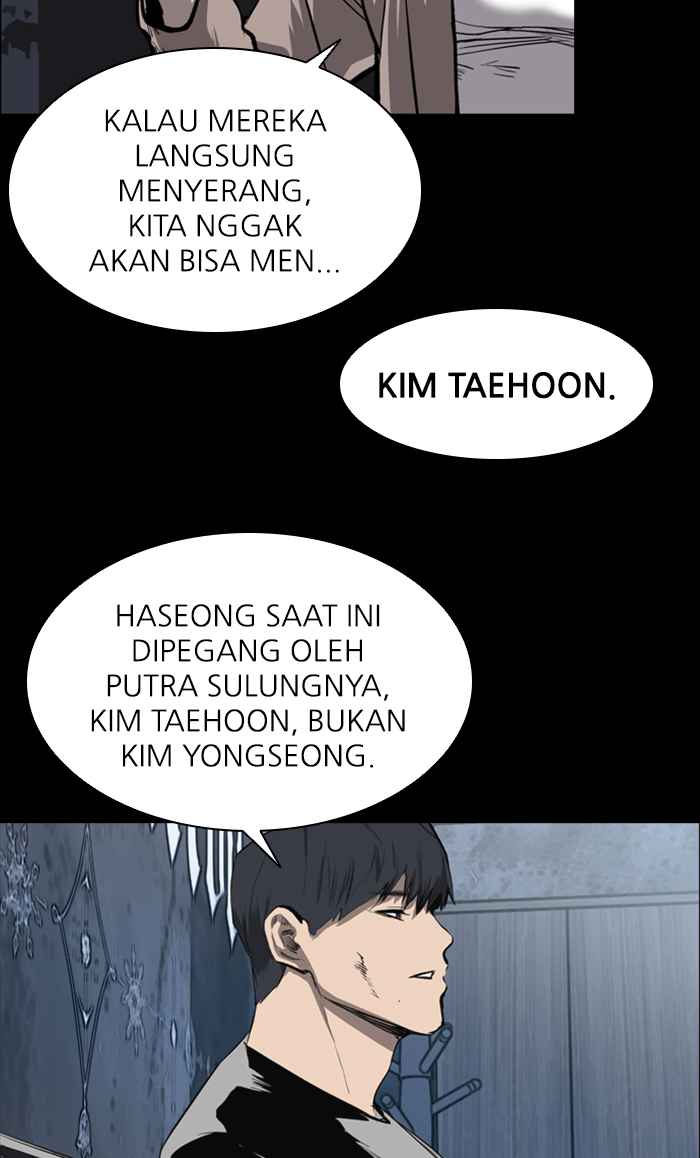 KALAU MEREKA
LANGSUNG
MENYERANG,
KITA NGGAK
AKAN BISA MEN...
KIM TAEHOON.
HASEONG SAAT INI
DIPEGANG OLEH
PUTRA SULUNGNYA,
KIM TAEHOON, BUKAN
KIM YONGSEONG.